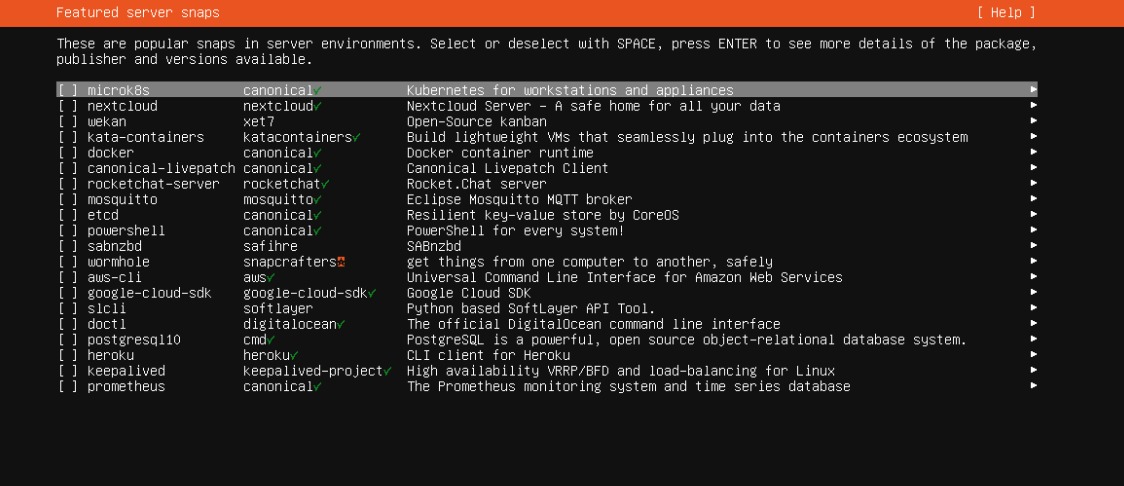 Featured server snaps [ Help ]
These are popular snaps in server environments. Select or deselect with SPACE, press ENTER to see more details of the package,
publisher and versions available.
[ ] microk8s canonical✓ Kubernetes for workstations and appliances ▸
[ ] nextcloud nextcloud✓ Nextcloud Server - A safe home for all your data ▸
[ ] wekan xet7 Open-Source kanban ▸
[ ] kata-containers katacontainers✓ Build lightweight VMs that seamlessly plug into the containers ecosystem ▸
[ ] docker canonical✓ Docker container runtime ▸
[ ] canonical-livepatch canonical✓ Canonical Livepatch Client ▸
[ ] rocketchat-server rocketchat✓ Rocket.Chat server ▸
[ ] mosquitto mosquitto✓ Eclipse Mosquitto MQTT broker ▸
[ ] etcd canonical✓ Resilient key-value store by CoreOS ▸
[ ] powershell canonical✓ PowerShell for every system! ▸
[ ] sabnzbd safihre SABnzbd ▸
[ ] wormhole snapcrafters✪ get things from one computer to another, safely ▸
[ ] aws-cli aws✓ Universal Command Line Interface for Amazon Web Services ▸
[ ] google-cloud-sdk google-cloud-sdk✓ Google Cloud SDK ▸
[ ] slcli softlayer Python based SoftLayer API Tool. ▸
[ ] doctl digitalocean✓ The official DigitalOcean command line interface ▸
[ ] postgresql10 cmd✓ PostgreSQL is a powerful, open source object-relational database system. ▸
[ ] heroku heroku✓ CLI client for Heroku ▸
[ ] keepalived keepalived-project✓ High availability VRRP/BFD and load-balancing for Linux ▸
[ ] prometheus canonical✓ The Prometheus monitoring system and time series database ▸